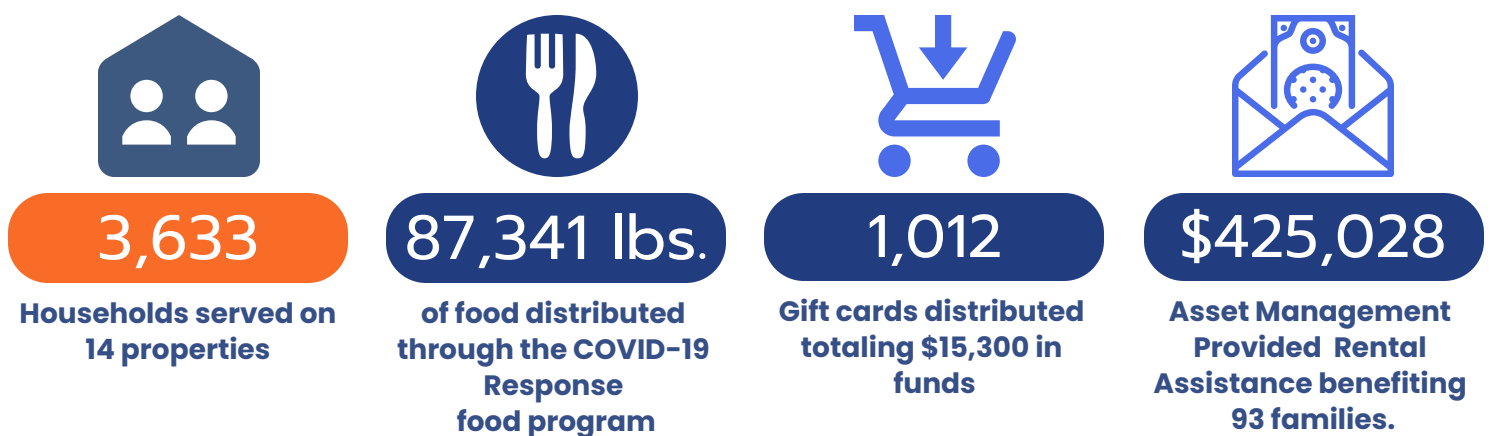 3,633
Households served on
14 properties
87,341 lbs.
of food distributed
through the COVID-19
Response
food program
1,012
Gift cards distributed
totaling $15,300 in
funds
$425,028
Asset Management
Provided  Rental
Assistance benefiting
93 families.